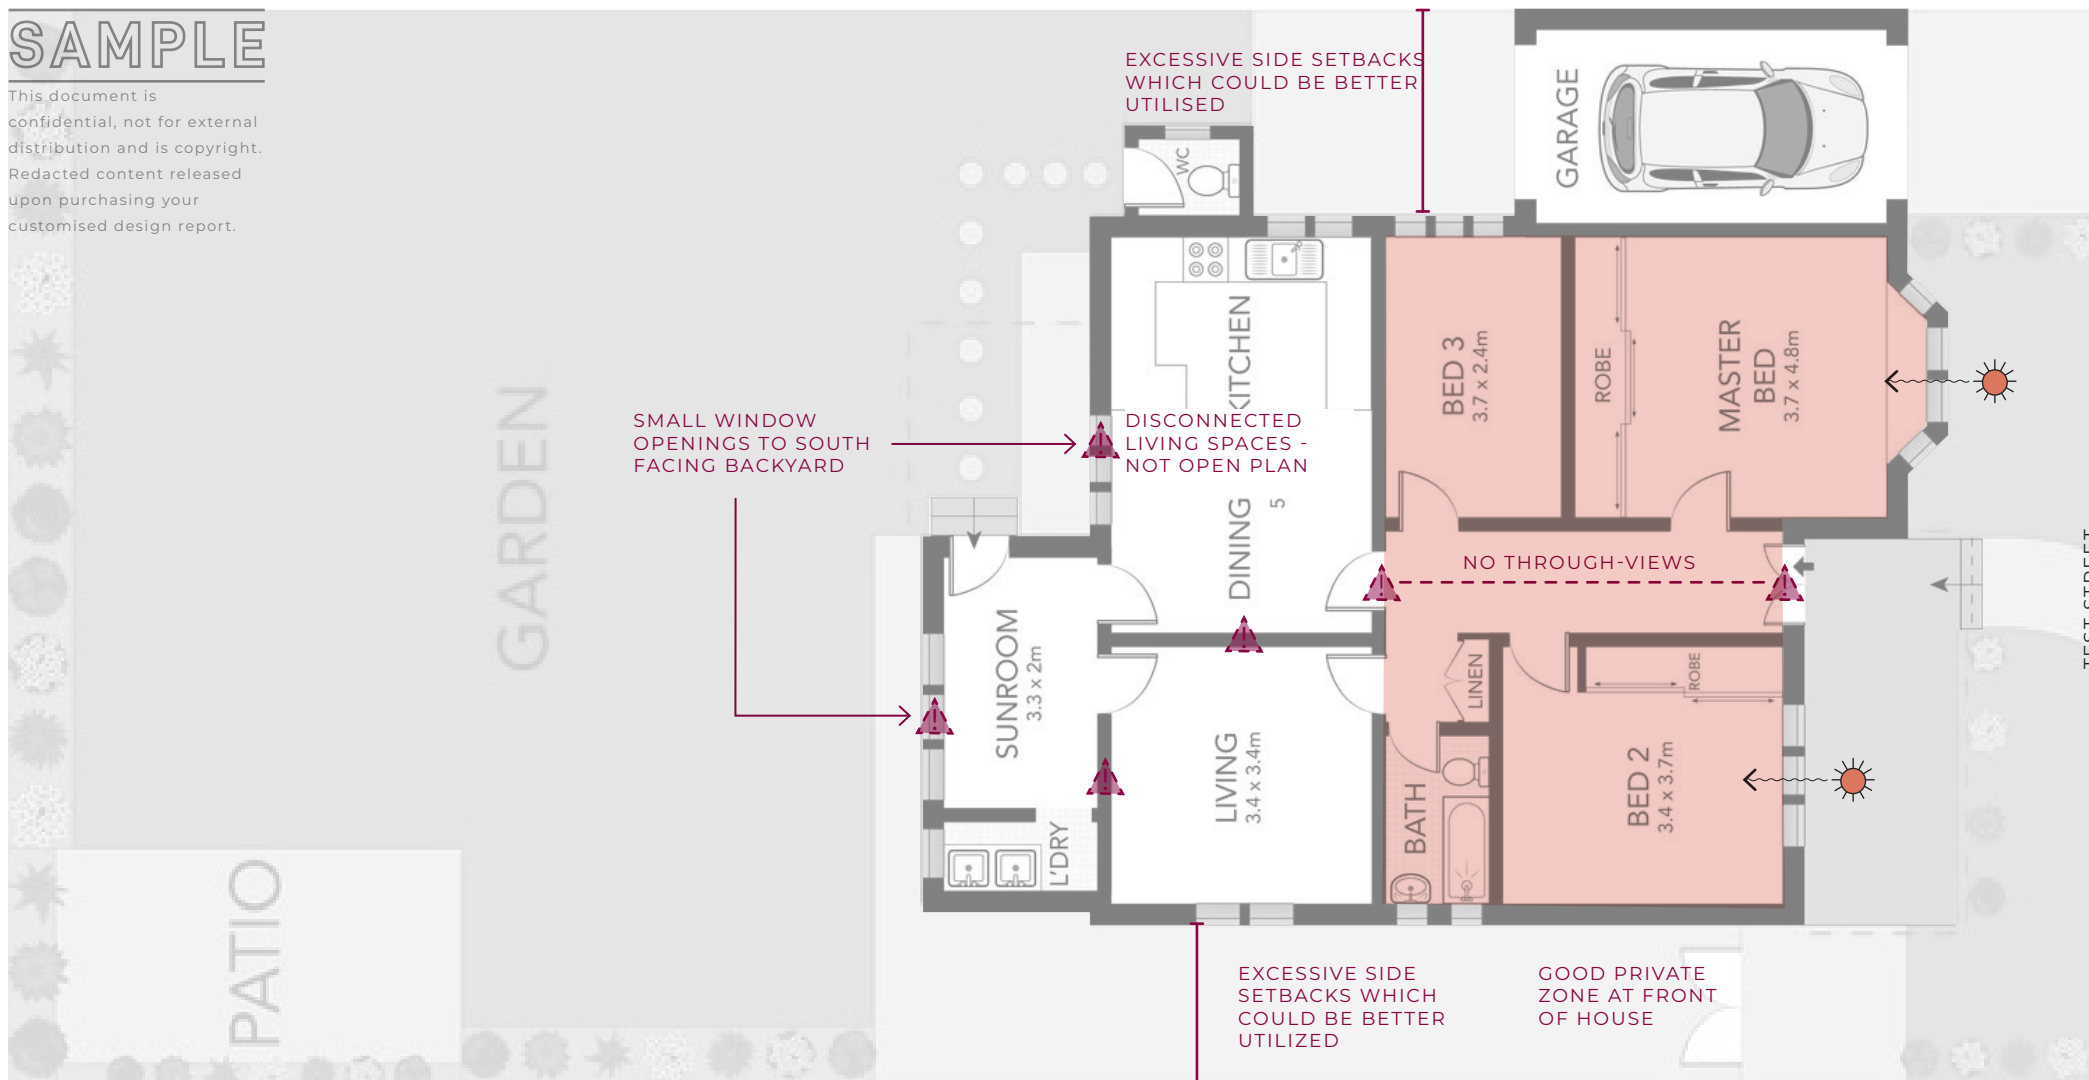 SAMPLE
This document is
confidential, not for external
distribution and is copyright.
Redacted content released
upon purchasing your
customised design report.
EXCESSIVE SIDE SETBACKS
WHICH COULD BE BETTER
UTILISED
GARAGE
WC
KITCHEN
BED 3
3.7 x 2.4m
ROBE
MASTER
BED
3.7 x 4.8m
GARDEN
SMALL WINDOW
OPENINGS TO SOUTH
FACING BACKYARD
DISCONNECTED
LIVING SPACES -
NOT OPEN PLAN
DINING
5
NO THROUGH-VIEWS
TEST STREET
SUNROOM
3.3 x 2m
LINEN
ROBE
LIVING
3.4 x 3.4m
BATH
BED 2
3.4 x 3.7m
L'DRY
PATIO
EXCESSIVE SIDE
SETBACKS WHICH
COULD BE BETTER
UTILIZED
GOOD PRIVATE
ZONE AT FRONT
OF HOUSE